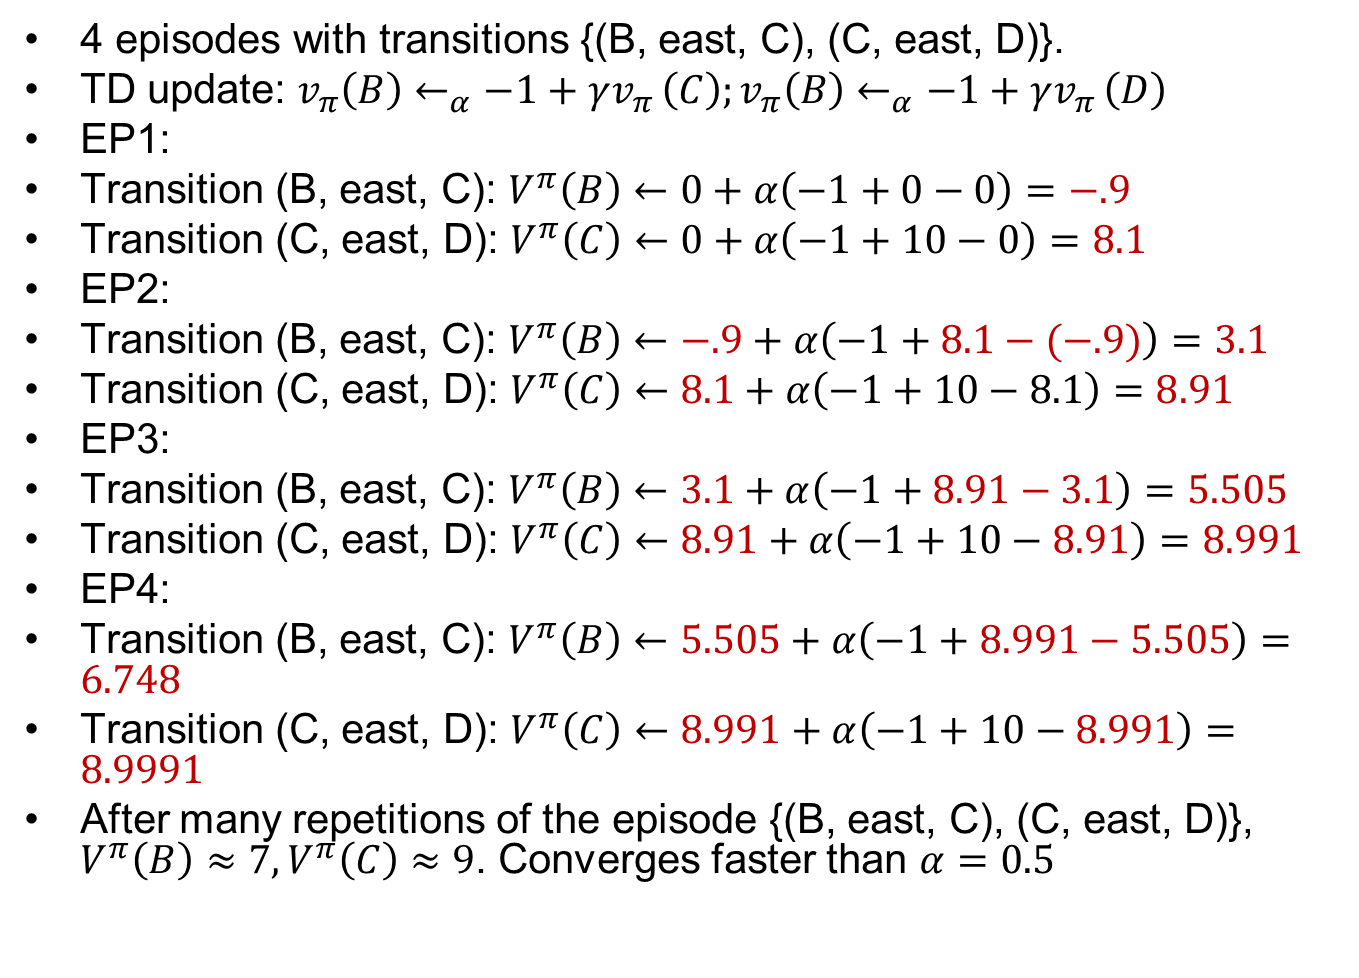 • 4 episodes with transitions {(B, east, C), (C, east, D)}.
• TD update: 𝑣_π(𝐵) ←_α −1 + γ𝑣_π (𝐶); 𝑣_π(𝐵) ←_α −1 + γ𝑣_π (𝐷)
• EP1:
• Transition (B, east, C): 𝑉^π(𝐵) ← 0 + α(−1 + 0 − 0) = −.9
• Transition (C, east, D): 𝑉^π(𝐶) ← 0 + α(−1 + 10 − 0) = 8.1
• EP2:
• Transition (B, east, C): 𝑉^π(𝐵) ← −.9 + α(−1 + 8.1 − (−.9)) = 3.1
• Transition (C, east, D): 𝑉^π(𝐶) ← 8.1 + α(−1 + 10 − 8.1) = 8.91
• EP3:
• Transition (B, east, C): 𝑉^π(𝐵) ← 3.1 + α(−1 + 8.91 − 3.1) = 5.505
• Transition (C, east, D): 𝑉^π(𝐶) ← 8.91 + α(−1 + 10 − 8.91) = 8.991
• EP4:
• Transition (B, east, C): 𝑉^π(𝐵) ← 5.505 + α(−1 + 8.991 − 5.505) =
6.748
• Transition (C, east, D): 𝑉^π(𝐶) ← 8.991 + α(−1 + 10 − 8.991) =
8.9991
• After many repetitions of the episode {(B, east, C), (C, east, D)},
𝑉^π(𝐵) ≈ 7, 𝑉^π(𝐶) ≈ 9. Converges faster than α = 0.5